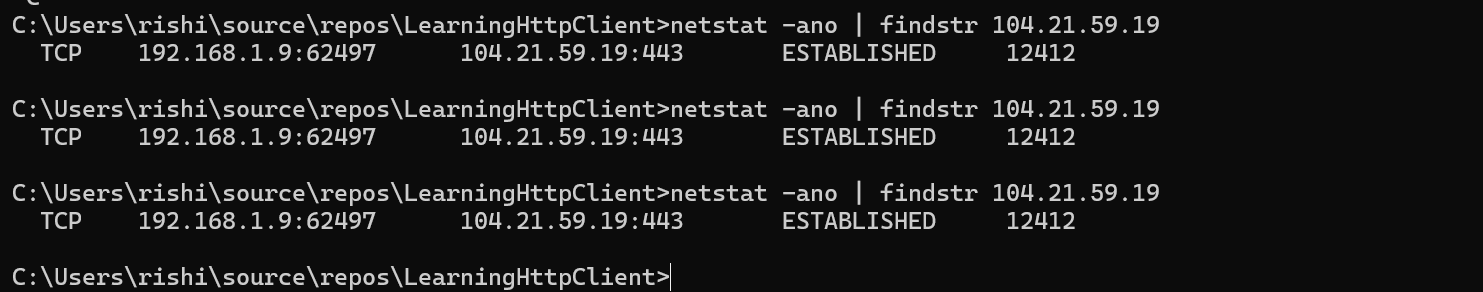 C:\Users\rishi\source\repos\LearningHttpClient>netstat -ano | findstr 104.21.59.19
TCP 192.168.1.9:62497 104.21.59.19:443 ESTABLISHED 12412
C:\Users\rishi\source\repos\LearningHttpClient>netstat -ano | findstr 104.21.59.19
TCP 192.168.1.9:62497 104.21.59.19:443 ESTABLISHED 12412
C:\Users\rishi\source\repos\LearningHttpClient>netstat -ano | findstr 104.21.59.19
TCP 192.168.1.9:62497 104.21.59.19:443 ESTABLISHED 12412
C:\Users\rishi\source\repos\LearningHttpClient>